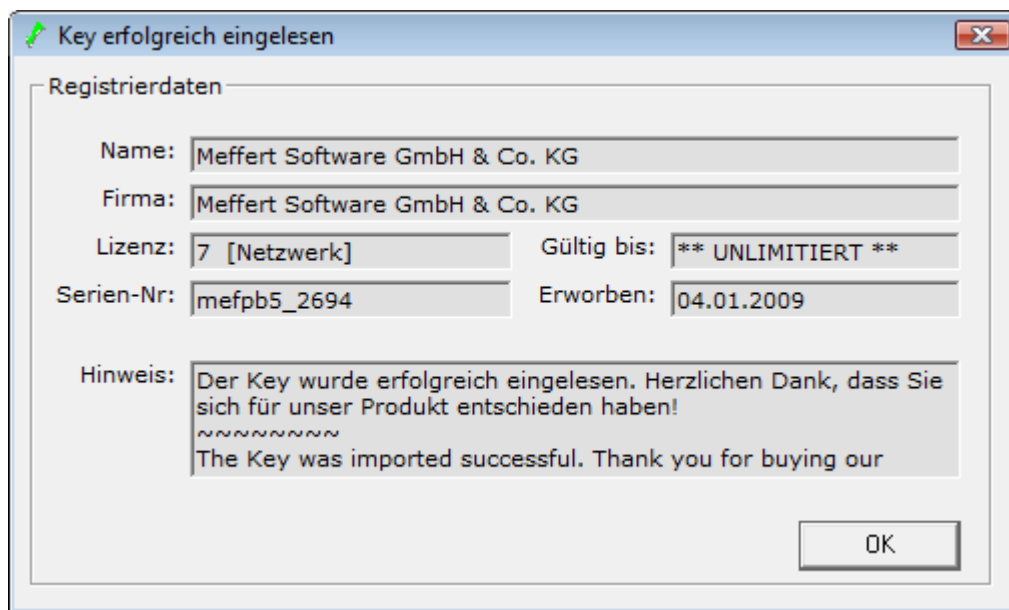 Key erfolgreich eingelesen
Registrierdaten
Name: Meffert Software GmbH & Co. KG
Firma: Meffert Software GmbH & Co. KG
Lizenz: 7 [Netzwerk] Gültig bis: ** UNLIMITIERT **
Serien-Nr: mefpb5_2694 Erworben: 04.01.2009
Hinweis: Der Key wurde erfolgreich eingelesen. Herzlichen Dank, dass Sie
sich für unser Produkt entschieden haben!
~~~~~~~~
The Key was imported successful. Thank you for buying our
OK